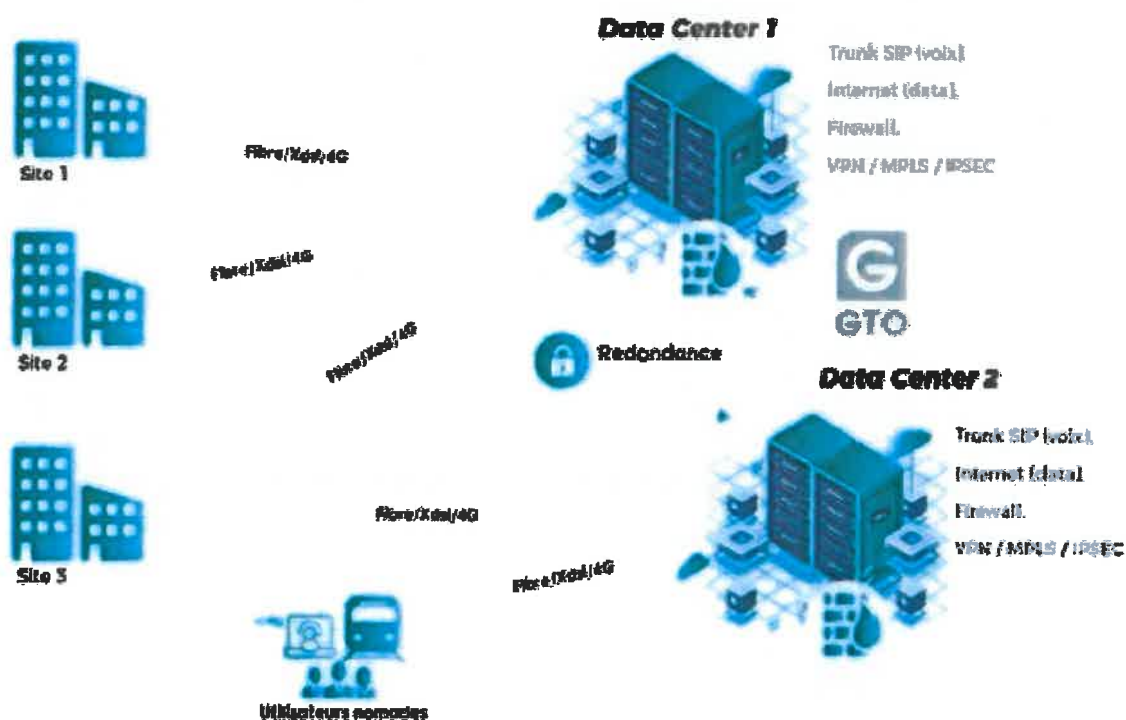 Data Center 1
Trunk SIP (voix)
Internet (data).
Firewall.
VPN / MPLS / IPSEC
Site 1
Fibre/Xdsl/4G
Fibre/Xdsl/4G
Site 2
Fibre/Xdsl/4G
G
GTO
Redondance
Data Center 2
Trunk SIP (voix).
Internet (data)
Firewall.
VPN / MPLS / IPSEC
Site 3
Fibre/Xdsl/4G
Fibre/Xdsl/4G
Utilisateurs nomades